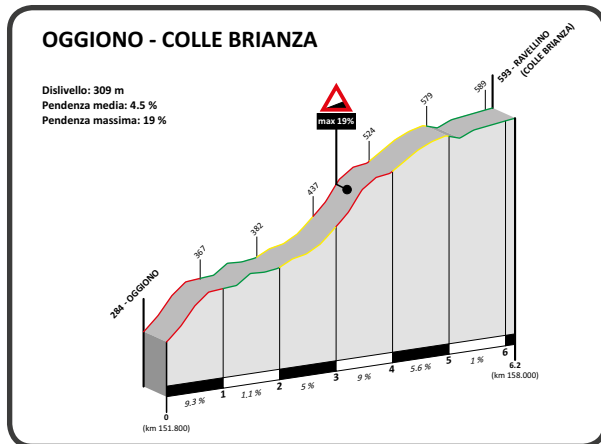 OGGIONO - COLLE BRIANZA
Dislivello: 309 m
Pendenza media: 4.5 %
Pendenza massima: 19 %
max 19%
284 - OGGIONO
367
382
437
524
579
589
593 - RAVELLINO
(COLLE BRIANZA)
9.3 %
1
1.1 %
2
5 %
3
9 %
4
5.6 %
5
1 %
6
6.2
(km 158.000)
0
(km 151.800)